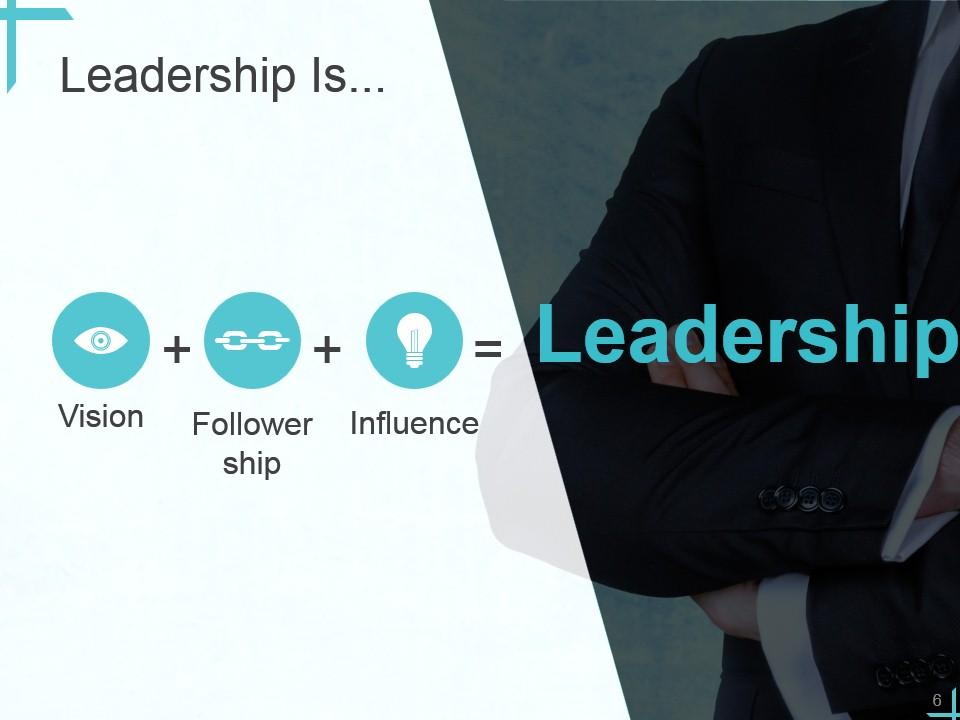 Leadership Is...
+ + = Leadership
Vision
Follower
ship
Influence
6